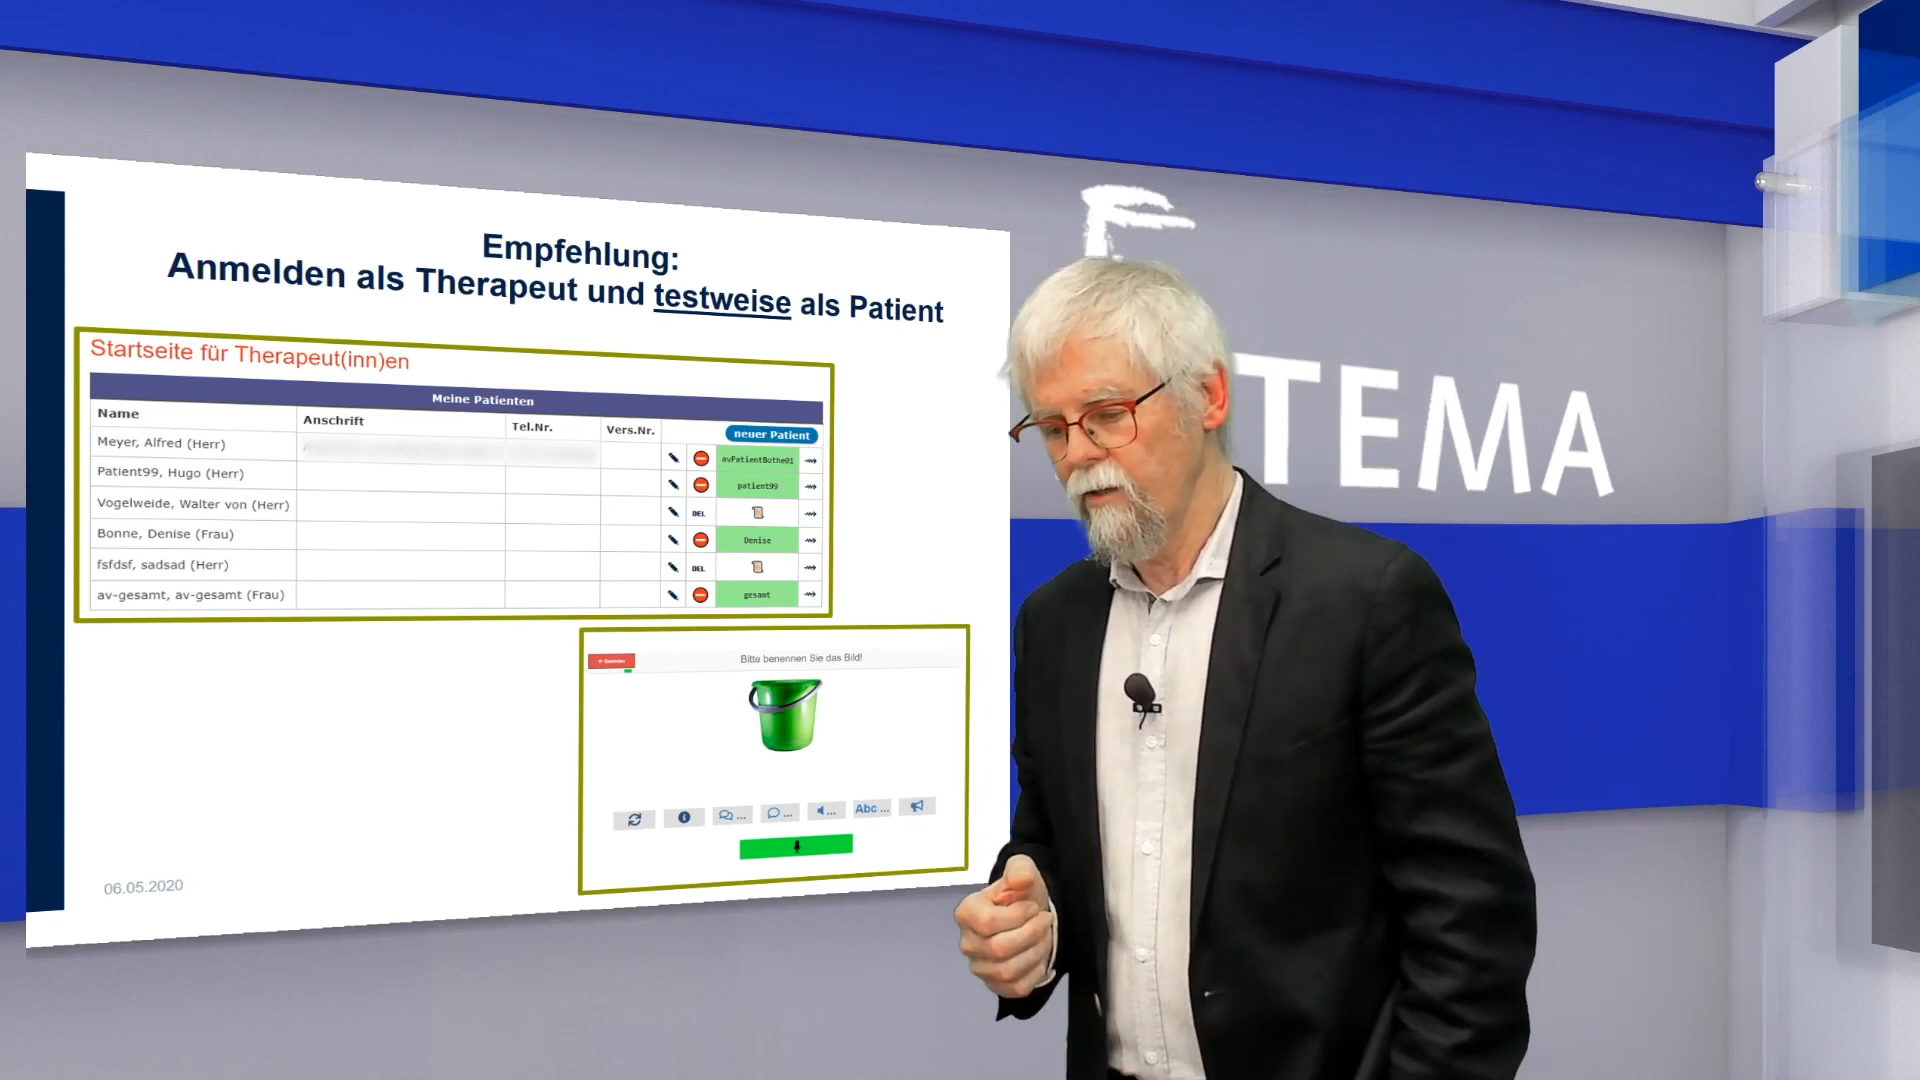 Empfehlung:
Anmelden als Therapeut und testweise als Patient
Startseite für Therapeut(inn)en
Meine Patienten
Name Anschrift Tel.Nr. Vers.Nr. neuer Patient
Meyer, Alfred (Herr) avPatientBothe01
Patient99, Hugo (Herr) patient99
Vogelweide, Walter von (Herr) DEL
Bonne, Denise (Frau) Denise
fsfdsf, sadsad (Herr) DEL
av-gesamt, av-gesamt (Frau) gesamt
Beenden Bitte benennen Sie das Bild!
... ... ... Abc ...
06.05.2020
TEMA